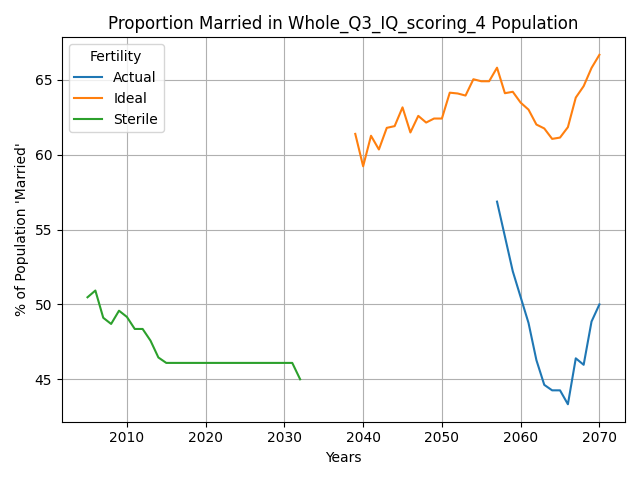 Proportion Married in Whole_Q3_IQ_scoring_4 Population
Fertility
Actual
Ideal
Sterile
% of Population 'Married'
65
60
55
50
45
2010 2020 2030 2040 2050 2060 2070
Years